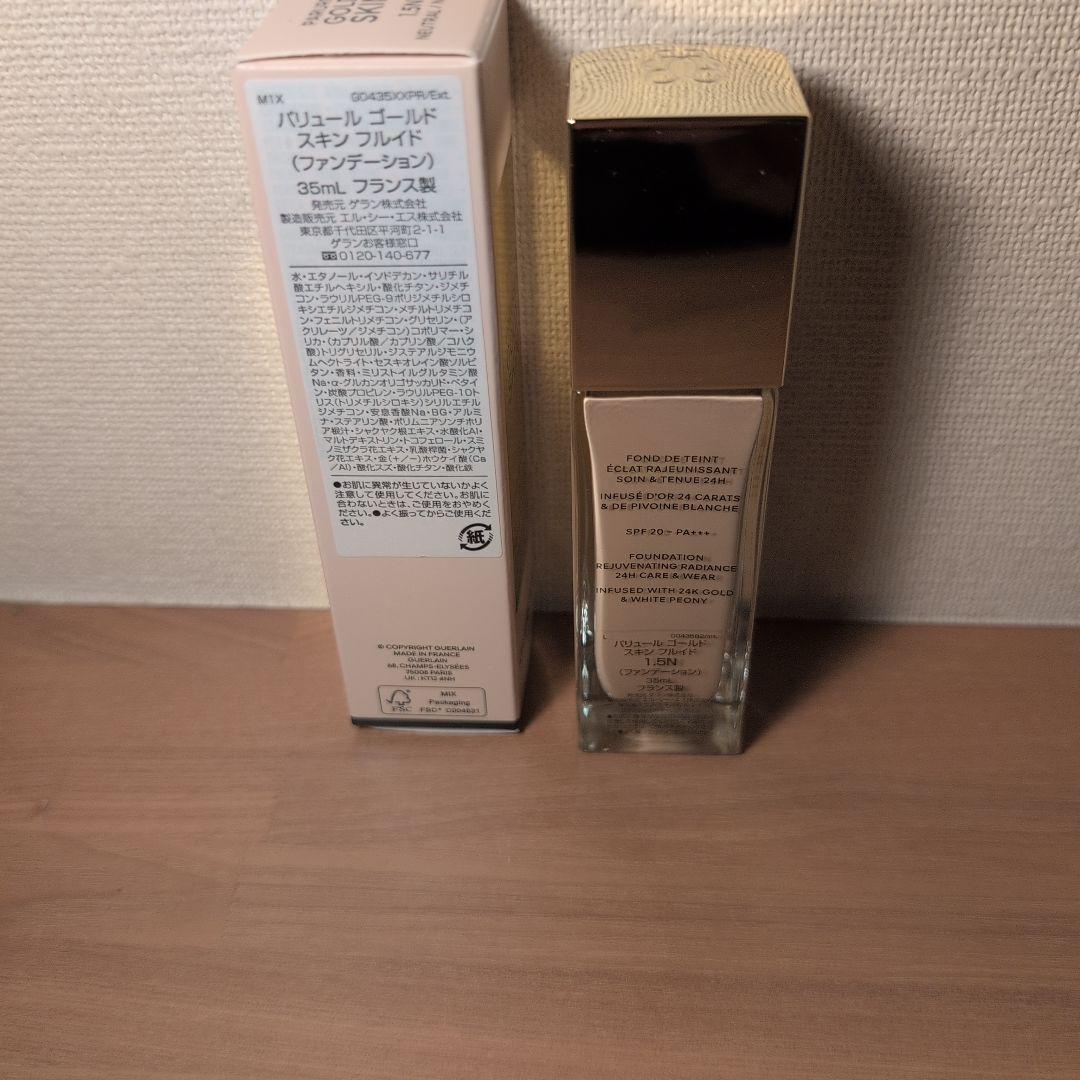 GOLD
SKIN
1.5N
NEUTRAL
M1X
G0435XXPR/Ext.
パリュール ゴールド
スキン フルイド
(ファンデーション)
35mL フランス製
発売元 ゲラン株式会社
製造販売元 エル・シー・エス株式会社
東京都千代田区平河町2-1-1
ゲランお客様窓口
0120-140-677
水・エタノール・イソドデカン・サリチル
酸エチルヘキシル・酸化チタン・ジメチ
コン・ラウリルPEG-9ポリジメチルシロ
キシエチルジメチコン・メチルトリメチコ
ン・フェニルトリメチコン・グリセリン・(ア
クリレーツ/ジメチコン)コポリマー・シ
リカ・(カプリル酸/カプリン酸/コハク
酸)トリグリセリル・ジステアルジモニウ
ムヘクトライト・セスキオレイン酸ソルビ
タン・香料・ミリストイルグルタミン酸
Na・α-グルカンオリゴサッカリド・ベタイ
ン・炭酸プロピレン・ラウリルPEG-10ト
リス(トリメチルシロキシ)シリルエチル
ジメチコン・安息香酸Na・BG・アルミ
ナ・ステアリン酸・ポリムニアソンチホリ
ア根汁・シャクヤク根エキス・水酸化Al・
マルトデキストリン・トコフェロール・スミ
ノミザクラ花エキス・乳酸桿菌・シャクヤ
ク花エキス・金(+/-)ホウケイ酸(Ca
/Al)・酸化スズ・酸化チタン・酸化鉄
●お肌に異常が生じていないかよく
注意して使用してください。お肌に
合わないときは、ご使用をおやめく
ださい。●よく振ってからご使用くだ
さい。
紙
© COPYRIGHT GUERLAIN
MADE IN FRANCE
GUERLAIN
68, CHAMPS-ELYSÉES
75008 PARIS
UK : KT12 4NH
FSC
MIX
Packaging
FSC®
FOND DE TEINT
ÉCLAT RAJEUNISSANT
SOIN & TENUE 24H
INFUSÉ D'OR 24 CARATS
& DE PIVOINE BLANCHE
SPF 20 - PA+++
FOUNDATION
REJUVENATING RADIANCE
24H CARE & WEAR
INFUSED WITH 24K GOLD
& WHITE PEONY
パリュール ゴールド
スキン フルイド
1.5N
(ファンデーション)
35mL
フランス製